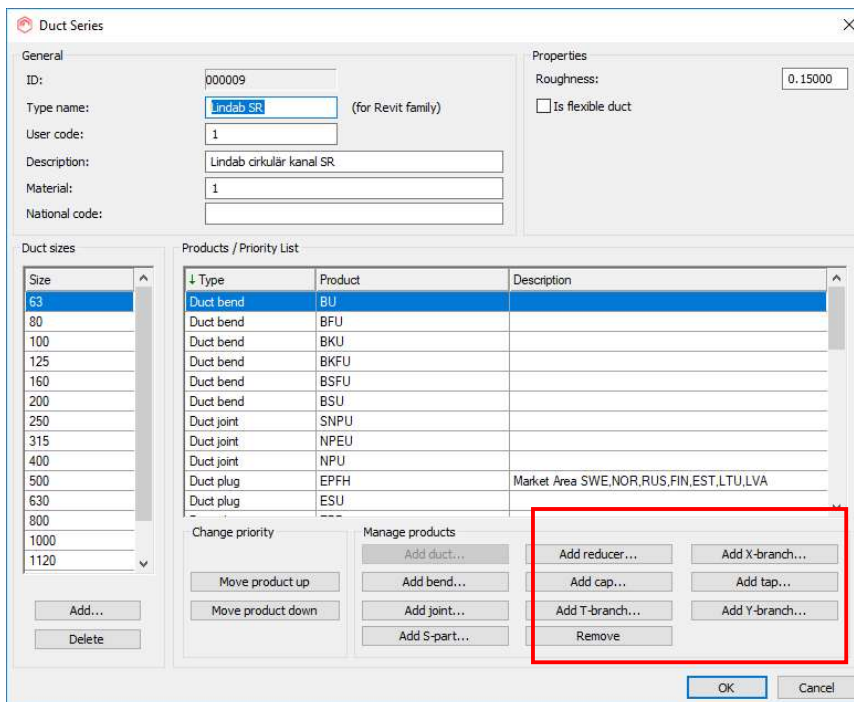 Duct Series
General
ID: 000009
Type name: Lindab SR (for Revit family)
User code: 1
Description: Lindab cirkulär kanal SR
Material: 1
National code:
Properties
Roughness: 0.15000
Is flexible duct
Duct sizes
Size
63
80
100
125
160
200
250
315
400
500
630
800
1000
1120
Add...
Delete
Products / Priority List
↓ Type Product Description
Duct bend BU
Duct bend BFU
Duct bend BKU
Duct bend BKFU
Duct bend BSFU
Duct bend BSU
Duct joint SNPU
Duct joint NPEU
Duct joint NPU
Duct plug EPFH Market Area SWE,NOR,RUS,FIN,EST,LTU,LVA
Duct plug ESU
Change priority
Move product up
Move product down
Manage products
Add duct... Add reducer... Add X-branch...
Add bend... Add cap... Add tap...
Add joint... Add T-branch... Add Y-branch...
Add S-part... Remove
OK Cancel